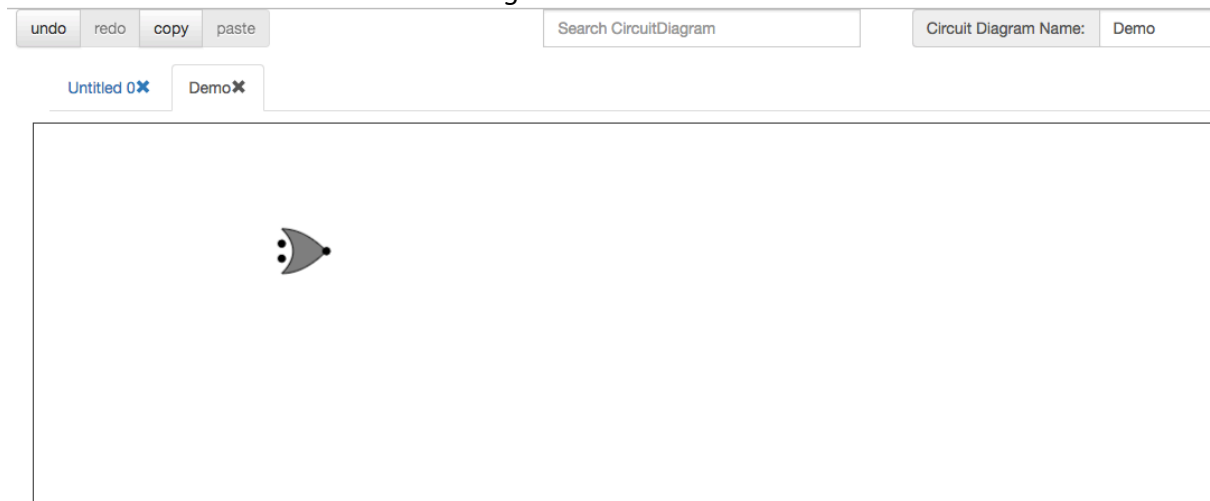 undo redo copy paste Search CircuitDiagram Circuit Diagram Name: Demo
Untitled 0✖ Demo✖